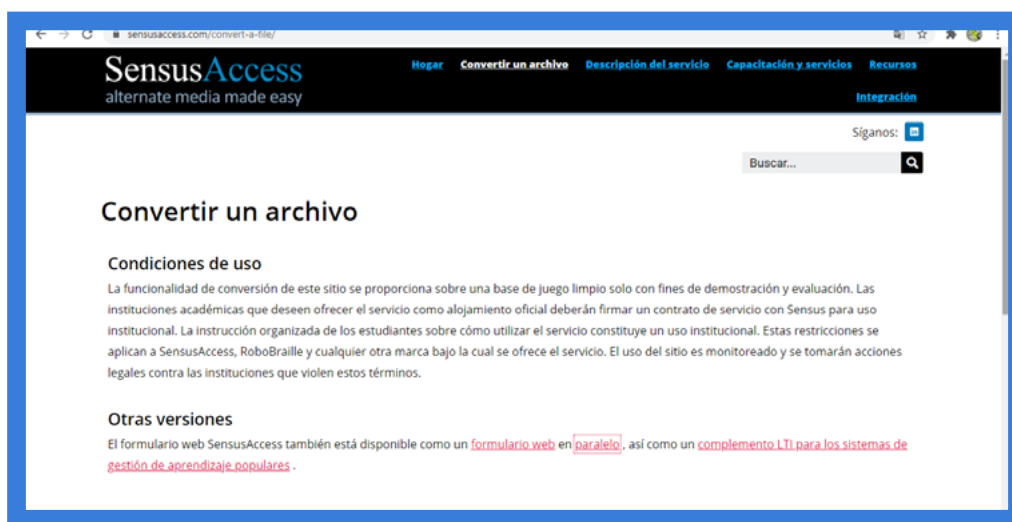 sensusaccess.com/convert-a-file/
SensusAccess
alternate media made easy
Hogar Convertir un archivo Descripción del servicio Capacitación y servicios Recursos
Integración
Síganos:
Buscar...
Convertir un archivo
Condiciones de uso
La funcionalidad de conversión de este sitio se proporciona sobre una base de juego limpio solo con fines de demostración y evaluación. Las
instituciones académicas que deseen ofrecer el servicio como alojamiento oficial deberán firmar un contrato de servicio con Sensus para uso
institucional. La instrucción organizada de los estudiantes sobre cómo utilizar el servicio constituye un uso institucional. Estas restricciones se
aplican a SensusAccess, RoboBraille y cualquier otra marca bajo la cual se ofrece el servicio. El uso del sitio es monitoreado y se tomarán acciones
legales contra las instituciones que violen estos términos.
Otras versiones
El formulario web SensusAccess también está disponible como un formulario web en paralelo , así como un complemento LTI para los sistemas de
gestión de aprendizaje populares .